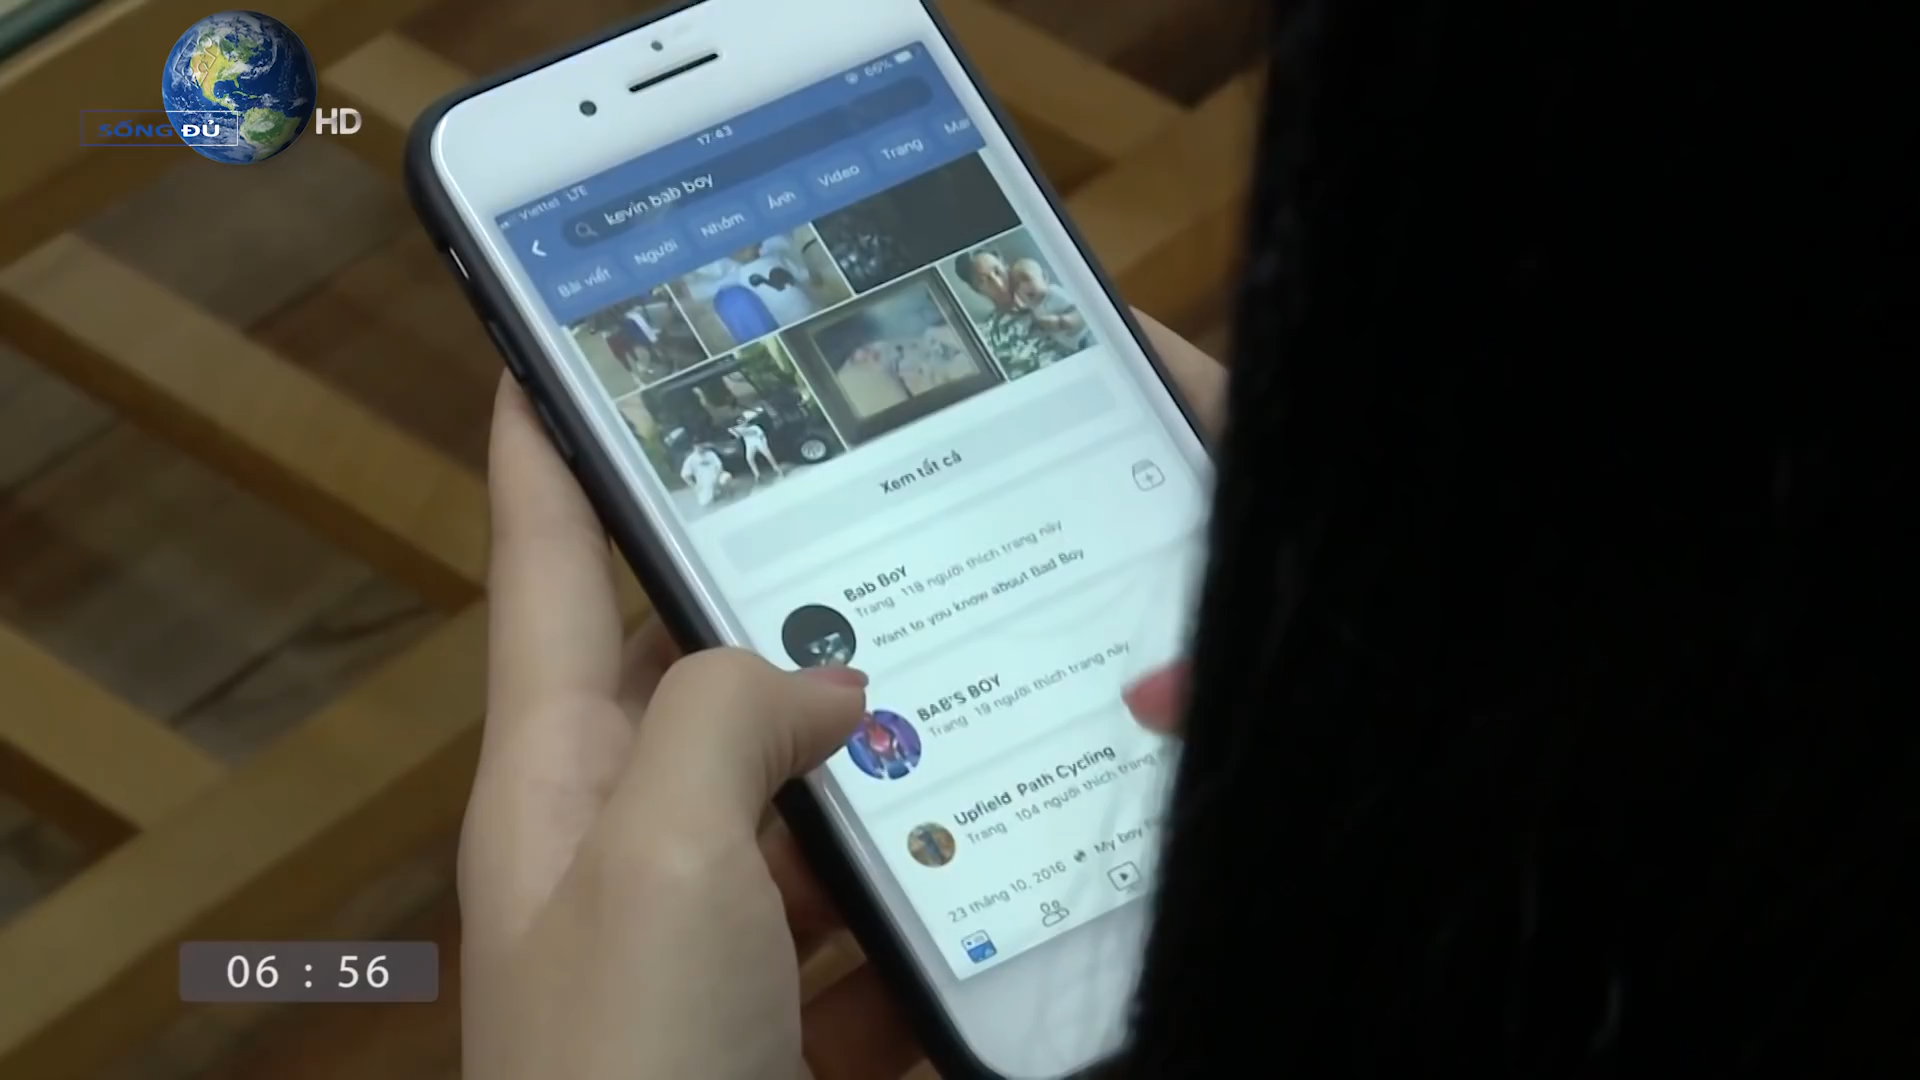 SỐNG ĐỦ
HD
Viettel LTE
17:43
66%
kevin bab boy
Bài viết
Người
Nhóm
Ảnh
Video
Trang
Mar
Xem tất cả
Bab BoY
Trang 118 người thích trang này
Want to you know about Bad Boy
BAB'S BOY
Trang 19 người thích trang này
Upfield Path Cycling
Trang 104 người thích trang
23 tháng 10, 2016 My boy
06 : 56